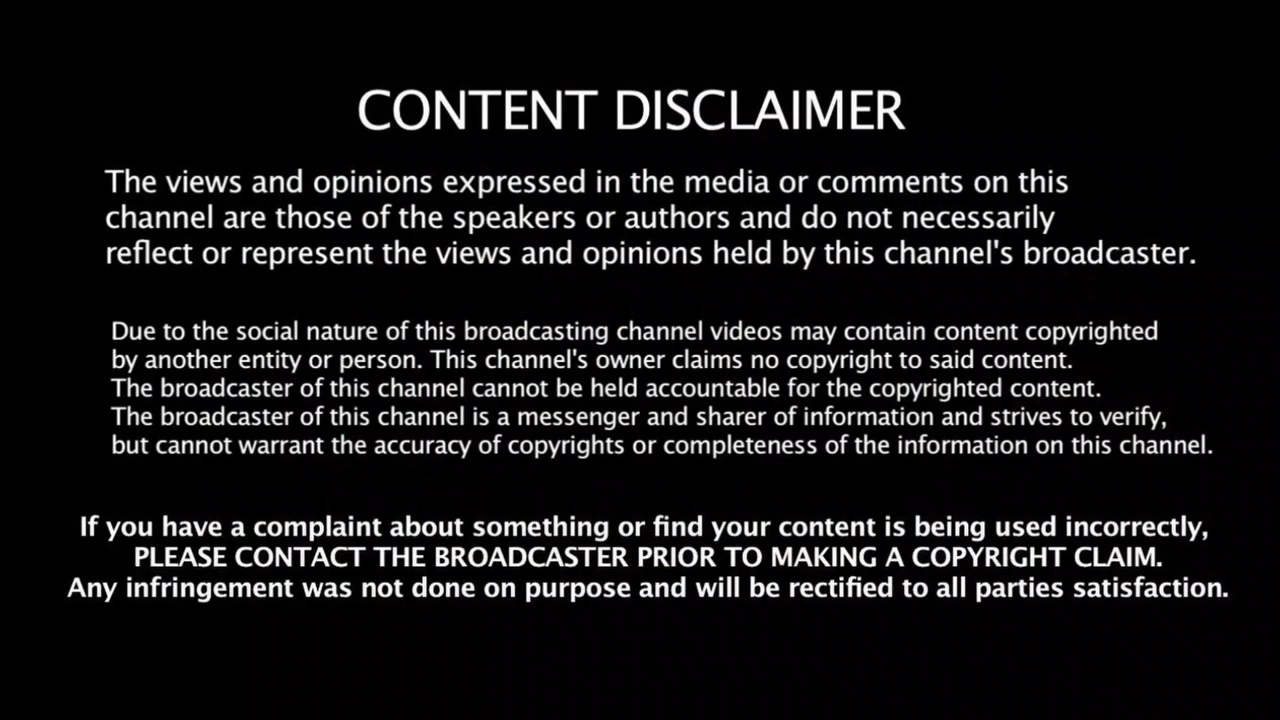 CONTENT DISCLAIMER
The views and opinions expressed in the media or comments on this
channel are those of the speakers or authors and do not necessarily
reflect or represent the views and opinions held by this channel's broadcaster.
Due to the social nature of this broadcasting channel videos may contain content copyrighted
by another entity or person. This channel's owner claims no copyright to said content.
The broadcaster of this channel cannot be held accountable for the copyrighted content.
The broadcaster of this channel is a messenger and sharer of information and strives to verify,
but cannot warrant the accuracy of copyrights or completeness of the information on this channel.
If you have a complaint about something or find your content is being used incorrectly,
PLEASE CONTACT THE BROADCASTER PRIOR TO MAKING A COPYRIGHT CLAIM.
Any infringement was not done on purpose and will be rectified to all parties satisfaction.